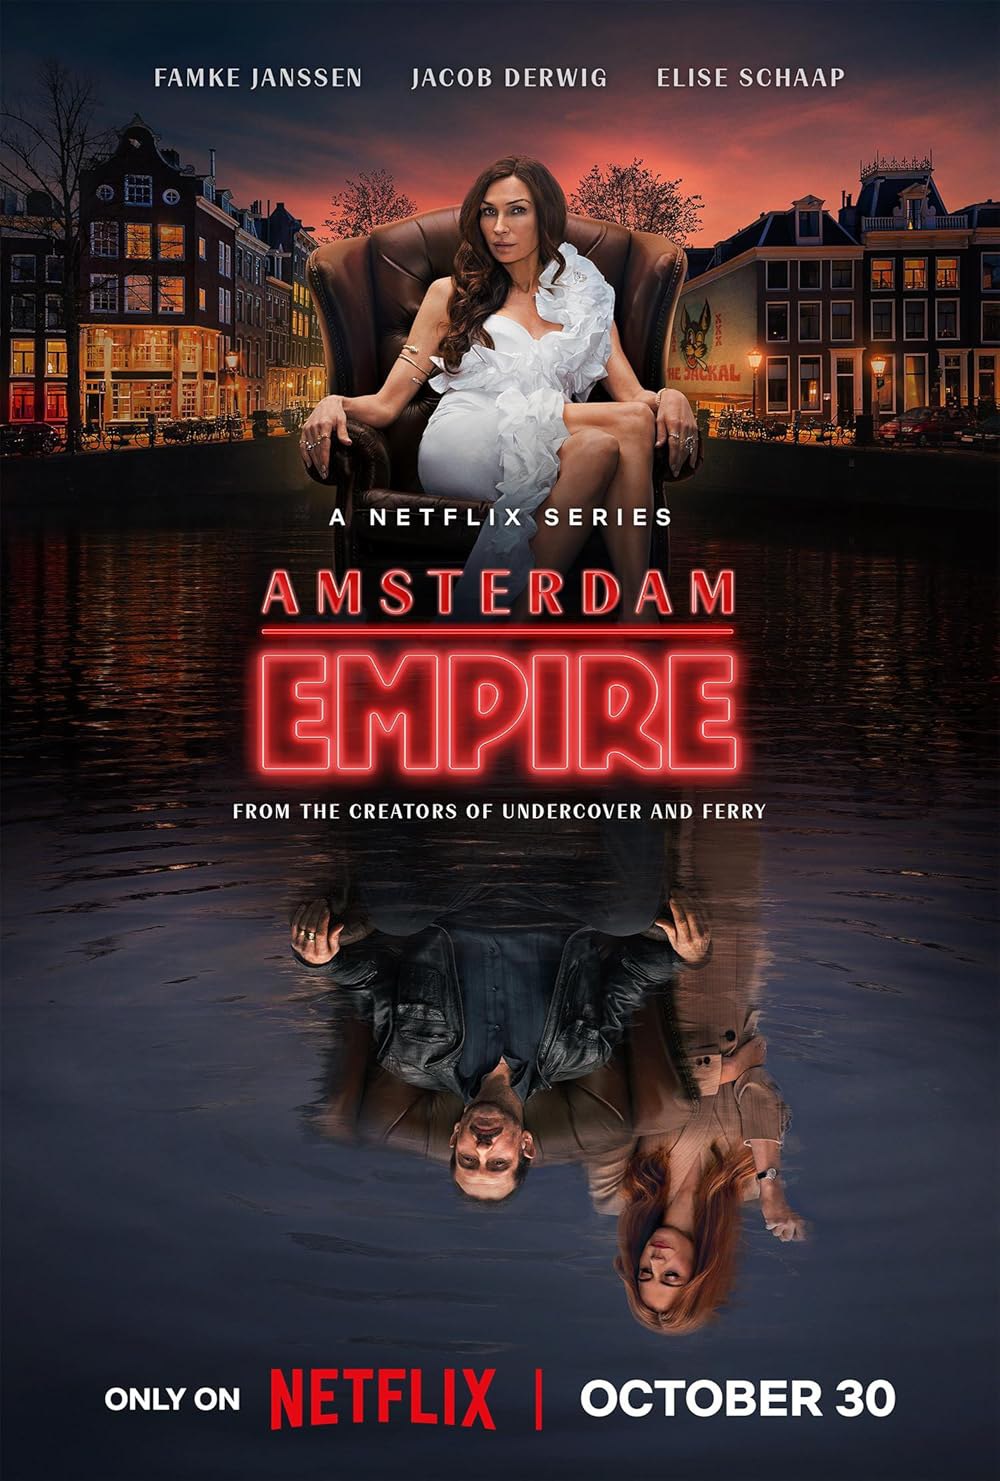 FAMKE JANSSEN JACOB DERWIG ELISE SCHAAP
XXX
THE JACKAL
A NETFLIX SERIES
AMSTERDAM
EMPIRE
FROM THE CREATORS OF UNDERCOVER AND FERRY
ONLY ON NETFLIX | OCTOBER 30